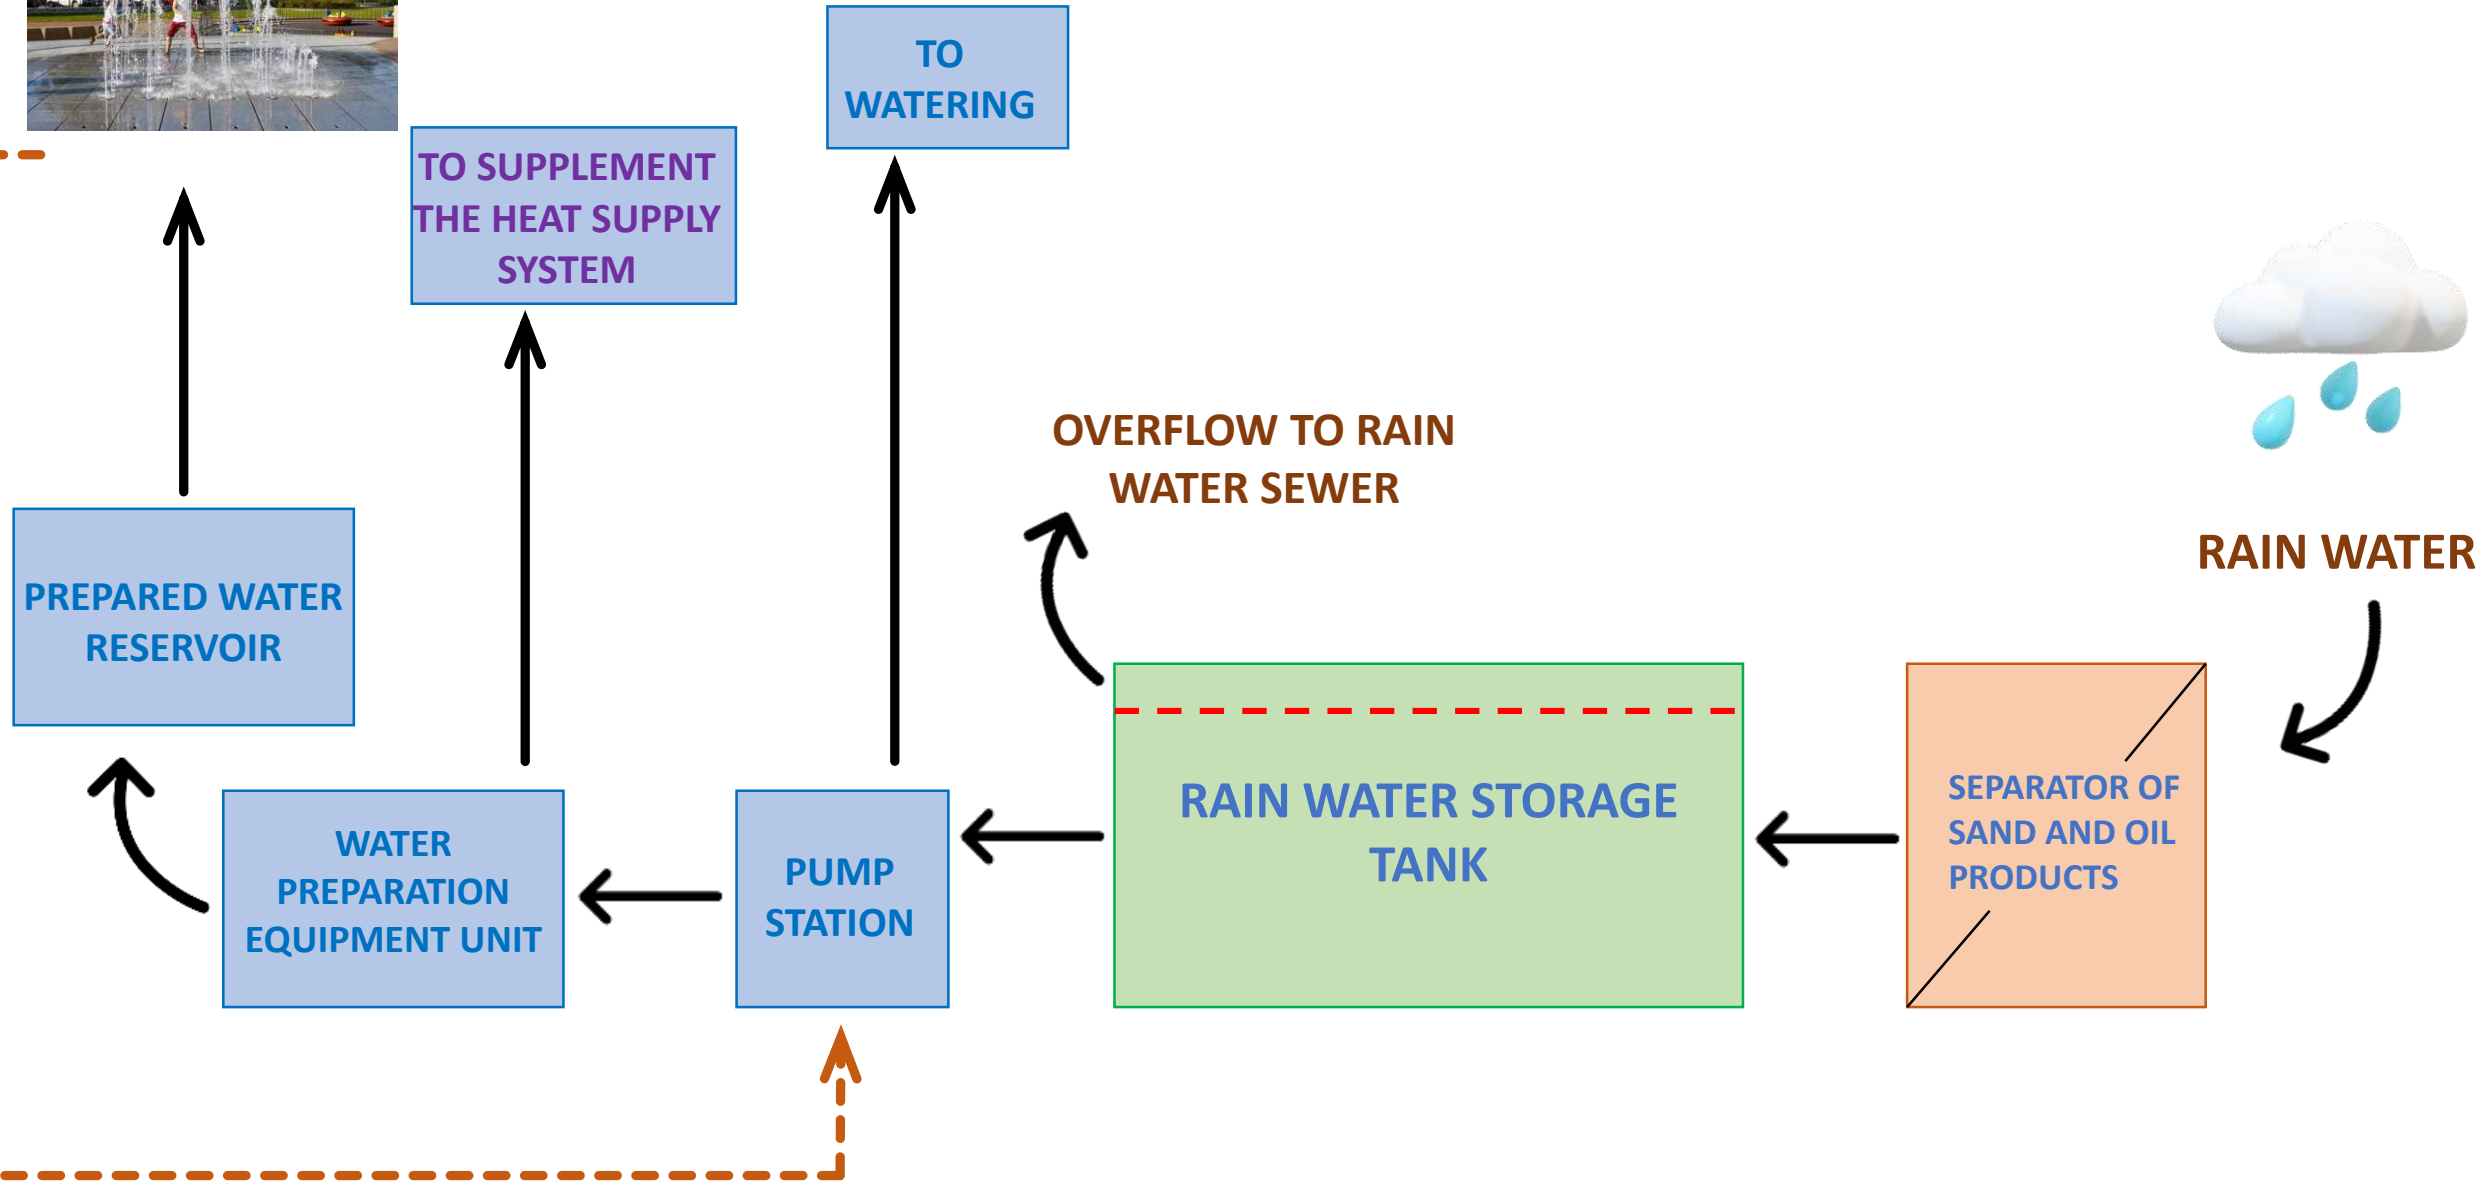 TO
WATERING
TO SUPPLEMENT
THE HEAT SUPPLY
SYSTEM
OVERFLOW TO RAIN
WATER SEWER
RAIN WATER
PREPARED WATER
RESERVOIR
WATER
PREPARATION
EQUIPMENT UNIT
PUMP
STATION
RAIN WATER STORAGE
TANK
SEPARATOR OF
SAND AND OIL
PRODUCTS